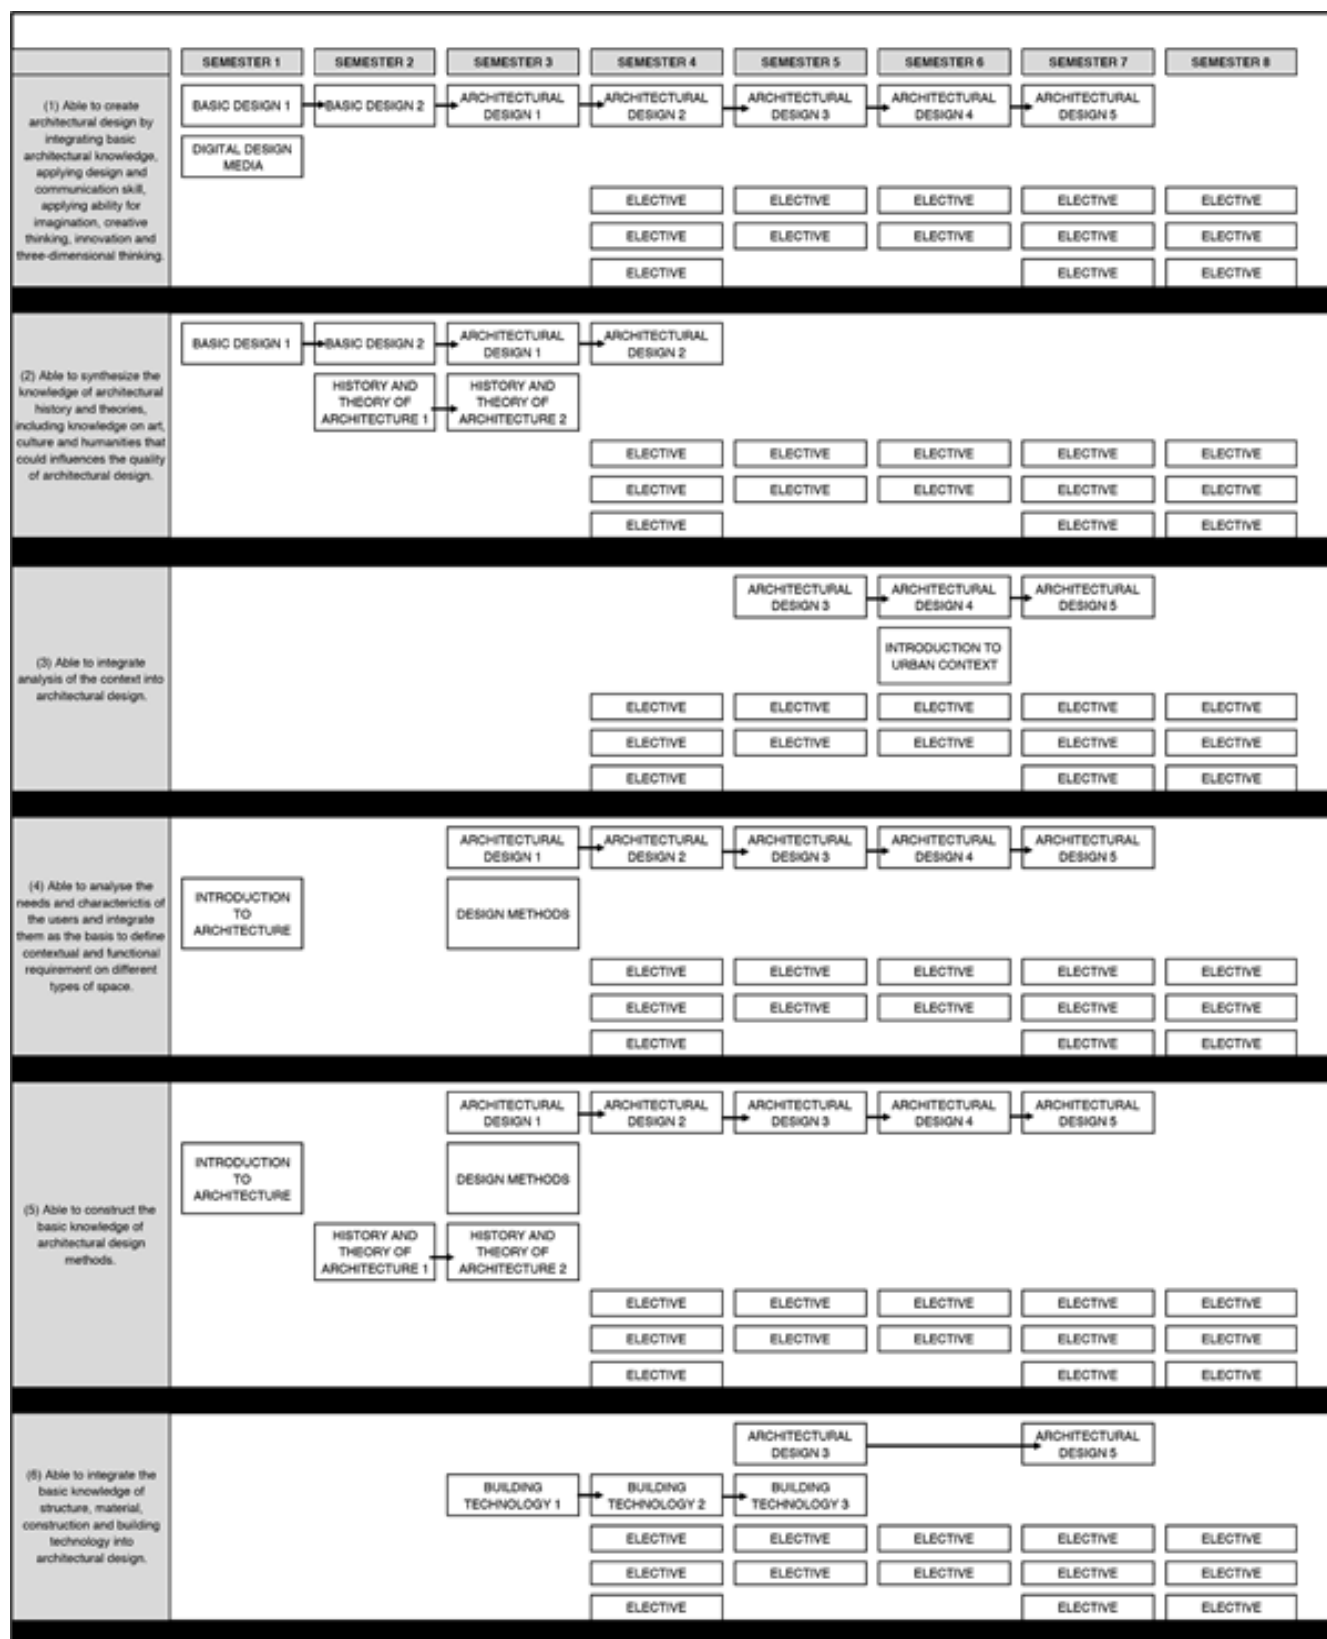 SEMESTER 1 SEMESTER 2 SEMESTER 3 SEMESTER 4 SEMESTER 5 SEMESTER 6 SEMESTER 7 SEMESTER 8
(1) Able to create
architectural design by
integrating basic
architectural knowledge,
applying design and
communication skill,
applying ability for
imagination, creative
thinking, innovation and
three-dimensional thinking.
BASIC DESIGN 1
BASIC DESIGN 2
ARCHITECTURAL
DESIGN 1
ARCHITECTURAL
DESIGN 2
ARCHITECTURAL
DESIGN 3
ARCHITECTURAL
DESIGN 4
ARCHITECTURAL
DESIGN 5
DIGITAL DESIGN
MEDIA
ELECTIVE ELECTIVE ELECTIVE ELECTIVE ELECTIVE
ELECTIVE ELECTIVE ELECTIVE ELECTIVE ELECTIVE
ELECTIVE ELECTIVE ELECTIVE
(2) Able to synthesize the
knowledge of architectural
history and theories,
including knowledge on art,
culture and humanities that
could influences the quality
of architectural design.
BASIC DESIGN 1
BASIC DESIGN 2
ARCHITECTURAL
DESIGN 1
ARCHITECTURAL
DESIGN 2
HISTORY AND
THEORY OF
ARCHITECTURE 1
HISTORY AND
THEORY OF
ARCHITECTURE 2
ELECTIVE ELECTIVE ELECTIVE ELECTIVE ELECTIVE
ELECTIVE ELECTIVE ELECTIVE ELECTIVE ELECTIVE
ELECTIVE ELECTIVE ELECTIVE
(3) Able to integrate
analysis of the context into
architectural design.
ARCHITECTURAL
DESIGN 3
ARCHITECTURAL
DESIGN 4
ARCHITECTURAL
DESIGN 5
INTRODUCTION TO
URBAN CONTEXT
ELECTIVE ELECTIVE ELECTIVE ELECTIVE ELECTIVE
ELECTIVE ELECTIVE ELECTIVE ELECTIVE ELECTIVE
ELECTIVE ELECTIVE ELECTIVE
(4) Able to analyse the
needs and characterictis of
the users and integrate
them as the basis to define
contextual and functional
requirement on different
types of space.
ARCHITECTURAL
DESIGN 1
ARCHITECTURAL
DESIGN 2
ARCHITECTURAL
DESIGN 3
ARCHITECTURAL
DESIGN 4
ARCHITECTURAL
DESIGN 5
INTRODUCTION
TO
ARCHITECTURE
DESIGN METHODS
ELECTIVE ELECTIVE ELECTIVE ELECTIVE ELECTIVE
ELECTIVE ELECTIVE ELECTIVE ELECTIVE ELECTIVE
ELECTIVE ELECTIVE ELECTIVE
(5) Able to construct the
basic knowledge of
architectural design
methods.
ARCHITECTURAL
DESIGN 1
ARCHITECTURAL
DESIGN 2
ARCHITECTURAL
DESIGN 3
ARCHITECTURAL
DESIGN 4
ARCHITECTURAL
DESIGN 5
INTRODUCTION
TO
ARCHITECTURE
DESIGN METHODS
HISTORY AND
THEORY OF
ARCHITECTURE 1
HISTORY AND
THEORY OF
ARCHITECTURE 2
ELECTIVE ELECTIVE ELECTIVE ELECTIVE ELECTIVE
ELECTIVE ELECTIVE ELECTIVE ELECTIVE ELECTIVE
ELECTIVE ELECTIVE ELECTIVE
(6) Able to integrate the
basic knowledge of
structure, material,
construction and building
technology into
architectural design.
ARCHITECTURAL
DESIGN 3
ARCHITECTURAL
DESIGN 5
BUILDING
TECHNOLOGY 1
BUILDING
TECHNOLOGY 2
BUILDING
TECHNOLOGY 3
ELECTIVE ELECTIVE ELECTIVE ELECTIVE ELECTIVE
ELECTIVE ELECTIVE ELECTIVE ELECTIVE ELECTIVE
ELECTIVE ELECTIVE ELECTIVE